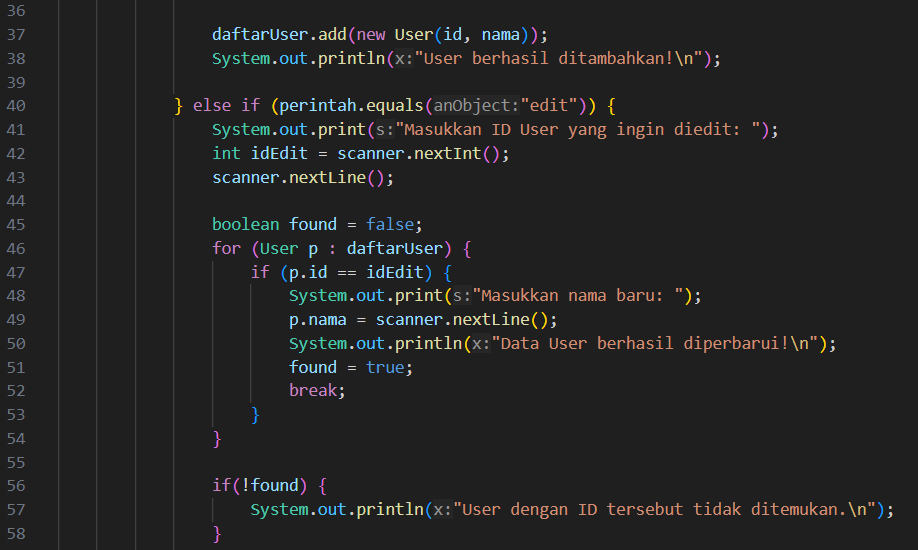 36
37 daftarUser.add(new User(id, nama));
38 System.out.println(x:"User berhasil ditambahkan!\n");
39
40 } else if (perintah.equals(anObject:"edit")) {
41 System.out.print(s:"Masukkan ID User yang ingin diedit: ");
42 int idEdit = scanner.nextInt();
43 scanner.nextLine();
44
45 boolean found = false;
46 for (User p : daftarUser) {
47 if (p.id == idEdit) {
48 System.out.print(s:"Masukkan nama baru: ");
49 p.nama = scanner.nextLine();
50 System.out.println(x:"Data User berhasil diperbarui!\n");
51 found = true;
52 break;
53 }
54 }
55
56 if(!found) {
57 System.out.println(x:"User dengan ID tersebut tidak ditemukan.\n");
58 }